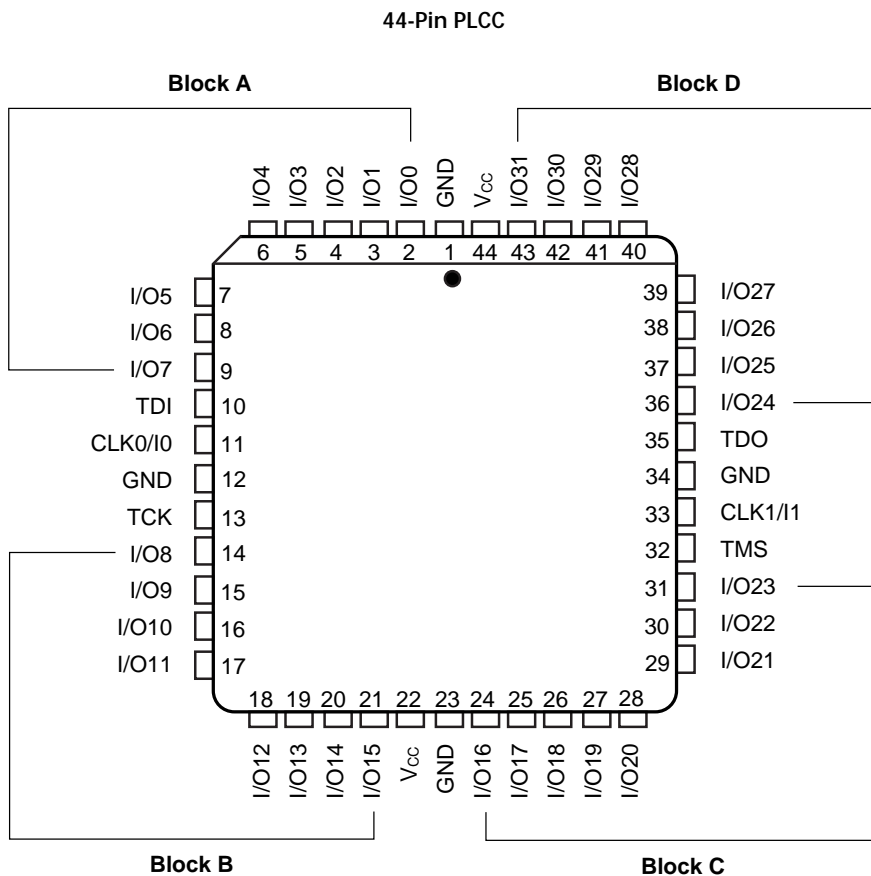 44-Pin PLCC
Block A
Block D
I/O4
I/O3
I/O2
I/O1
I/O0
GND
Vcc
I/O31
I/O30
I/O29
I/O28
6 5 4 3 2 1 44 43 42 41 40
I/O5 7
I/O6 8
I/O7 9
TDI 10
CLK0/I0 11
GND 12
TCK 13
I/O8 14
I/O9 15
I/O10 16
I/O11 17
39 I/O27
38 I/O26
37 I/O25
36 I/O24
35 TDO
34 GND
33 CLK1/I1
32 TMS
31 I/O23
30 I/O22
29 I/O21
18 19 20 21 22 23 24 25 26 27 28
I/O12
I/O13
I/O14
I/O15
Vcc
GND
I/O16
I/O17
I/O18
I/O19
I/O20
Block B
Block C